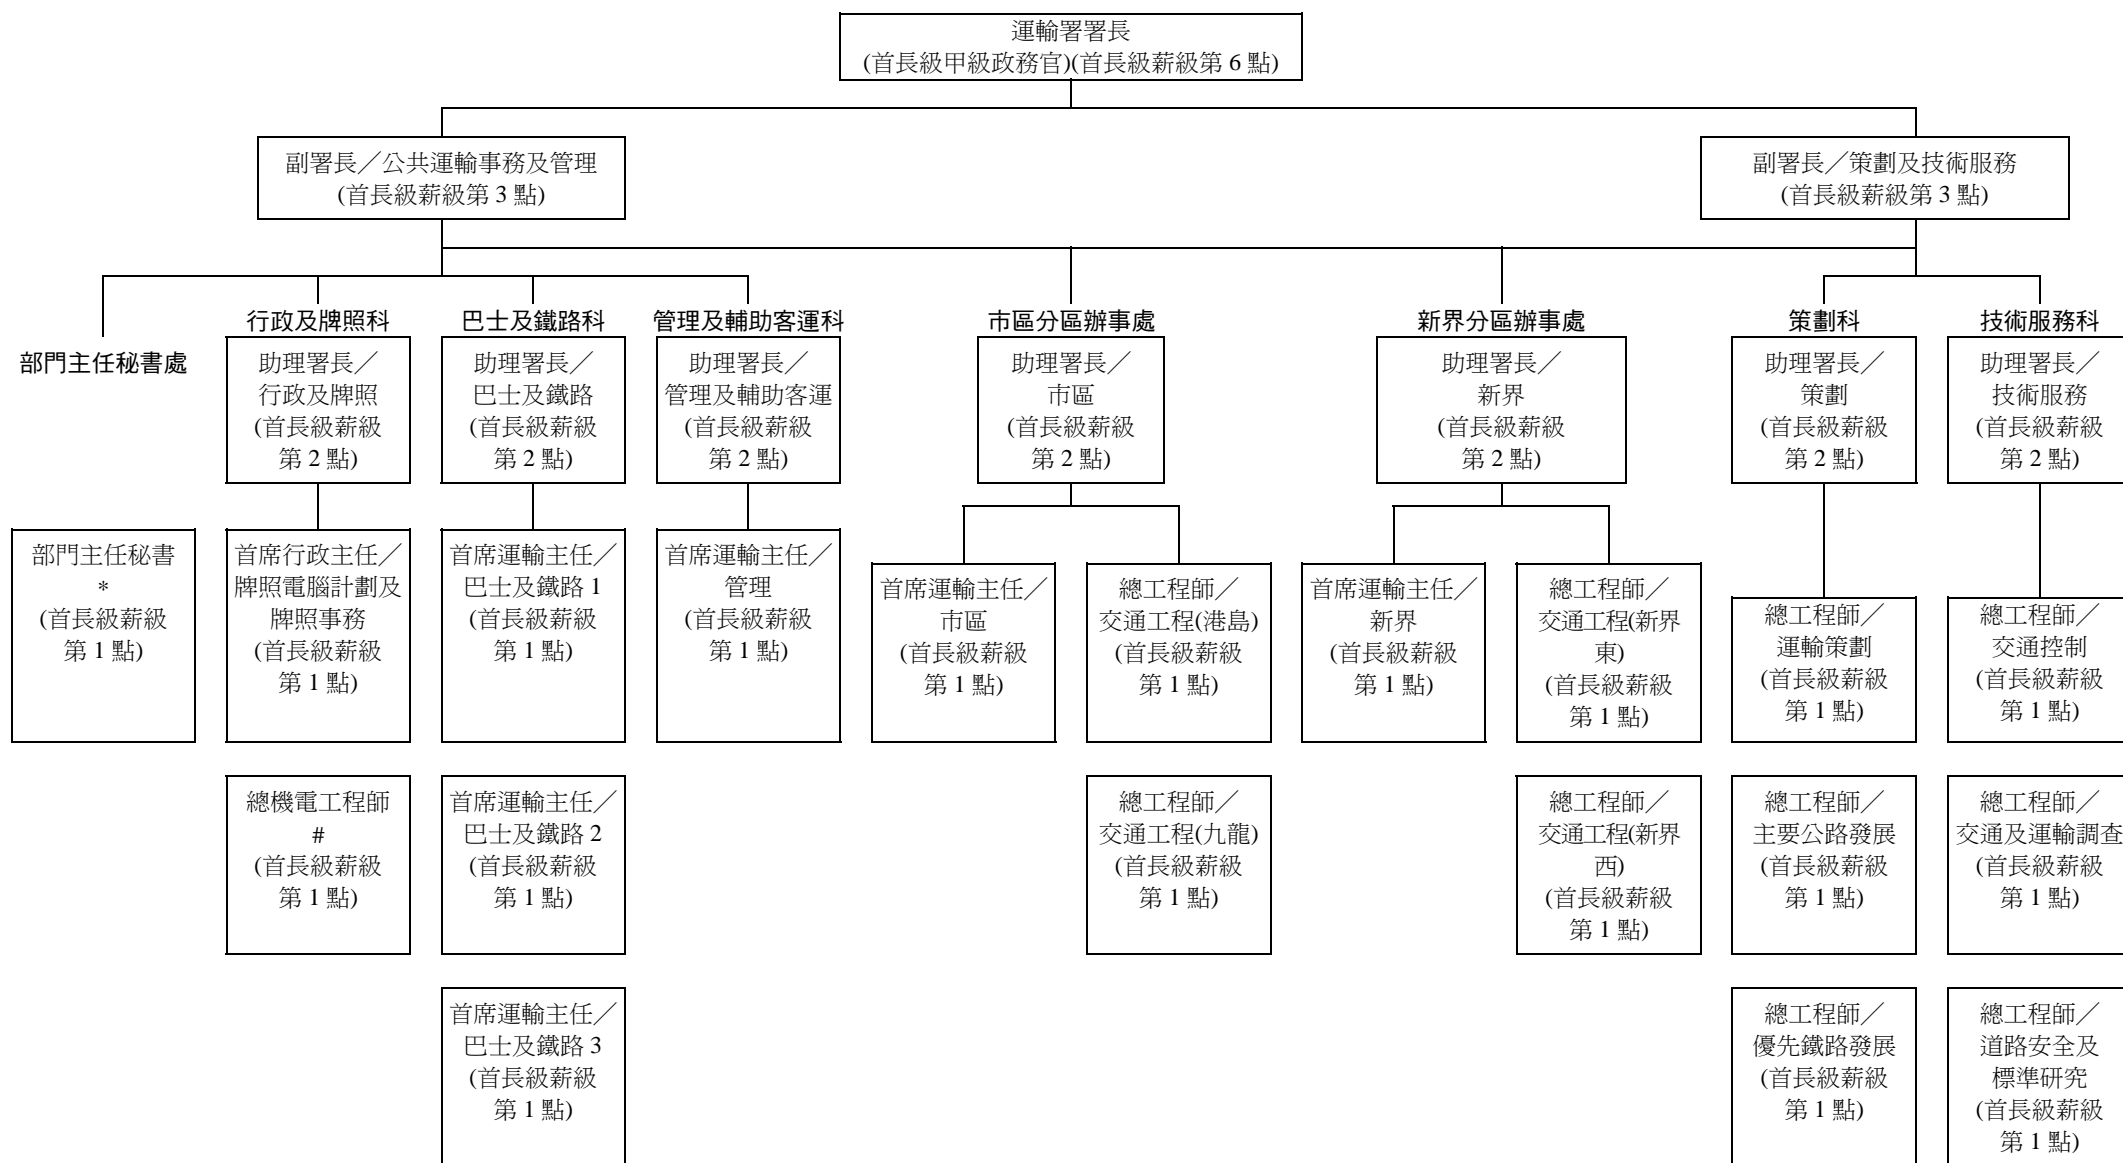 運輸署署長
(首長級甲級政務官)(首長級薪級第 6 點)
副署長／公共運輸事務及管理
(首長級薪級第 3 點)
副署長／策劃及技術服務
(首長級薪級第 3 點)
部門主任秘書處
行政及牌照科
巴士及鐵路科
管理及輔助客運科
市區分區辦事處
新界分區辦事處
策劃科
技術服務科
助理署長／
行政及牌照
(首長級薪級
第 2 點)
助理署長／
巴士及鐵路
(首長級薪級
第 2 點)
助理署長／
管理及輔助客運
(首長級薪級
第 2 點)
助理署長／
市區
(首長級薪級
第 2 點)
助理署長／
新界
(首長級薪級
第 2 點)
助理署長／
策劃
(首長級薪級
第 2 點)
助理署長／
技術服務
(首長級薪級
第 2 點)
部門主任秘書
*
(首長級薪級
第 1 點)
首席行政主任／
牌照電腦計劃及
牌照事務
(首長級薪級
第 1 點)
首席運輸主任／
巴士及鐵路 1
(首長級薪級
第 1 點)
首席運輸主任／
管理
(首長級薪級
第 1 點)
首席運輸主任／
市區
(首長級薪級
第 1 點)
總工程師／
交通工程(港島)
(首長級薪級
第 1 點)
首席運輸主任／
新界
(首長級薪級
第 1 點)
總工程師／
交通工程(新界
東)
(首長級薪級
第 1 點)
總工程師／
運輸策劃
(首長級薪級
第 1 點)
總工程師／
交通控制
(首長級薪級
第 1 點)
總機電工程師
#
(首長級薪級
第 1 點)
首席運輸主任／
巴士及鐵路 2
(首長級薪級
第 1 點)
總工程師／
交通工程(九龍)
(首長級薪級
第 1 點)
總工程師／
交通工程(新界
西)
(首長級薪級
第 1 點)
總工程師／
主要公路發展
(首長級薪級
第 1 點)
總工程師／
交通及運輸調查
(首長級薪級
第 1 點)
首席運輸主任／
巴士及鐵路 3
(首長級薪級
第 1 點)
總工程師／
優先鐵路發展
(首長級薪級
第 1 點)
總工程師／
道路安全及
標準研究
(首長級薪級
第 1 點)